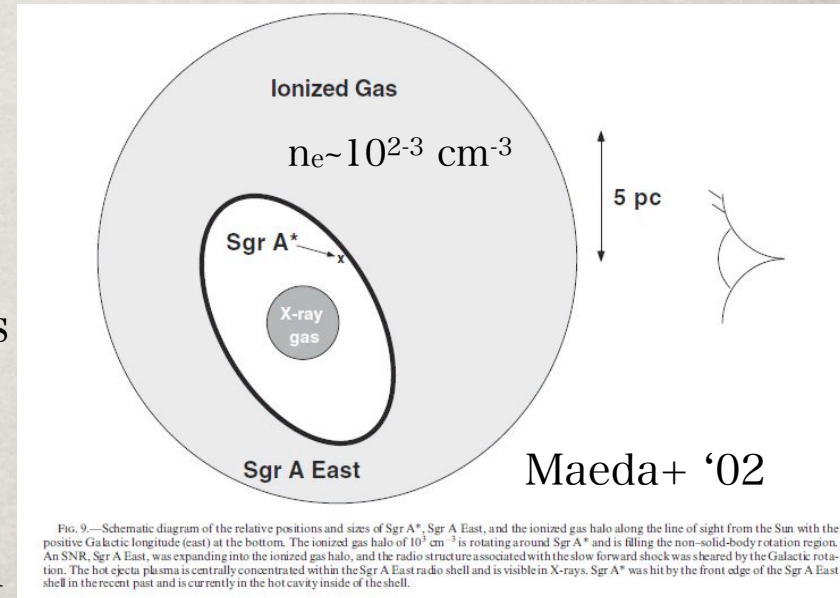 Ionized Gas
nₑ~10²⁻³ cm⁻³
5 pc
Sgr A*
x
X-ray
gas
s
Sgr A East
Maeda+ ‘02
FIG. 9.—Schematic diagram of the relative positions and sizes of Sgr A*, Sgr A East, and the ionized gas halo along the line of sight from the Sun with the
positive Galactic longitude (east) at the bottom. The ionized gas halo of 10³ cm⁻³ is rotating around Sgr A* and is filling the non–solid-body rotation region.
An SNR, Sgr A East, was expanding into the ionized gas halo, and the radio structure associated with the slow forward shock was sheared by the Galactic rota-
tion. The hot ejecta plasma is centrally concentrated within the Sgr A East radio shell and is visible in X-rays. Sgr A* was hit by the front edge of the Sgr A East
shell in the recent past and is currently in the hot cavity inside of the shell.